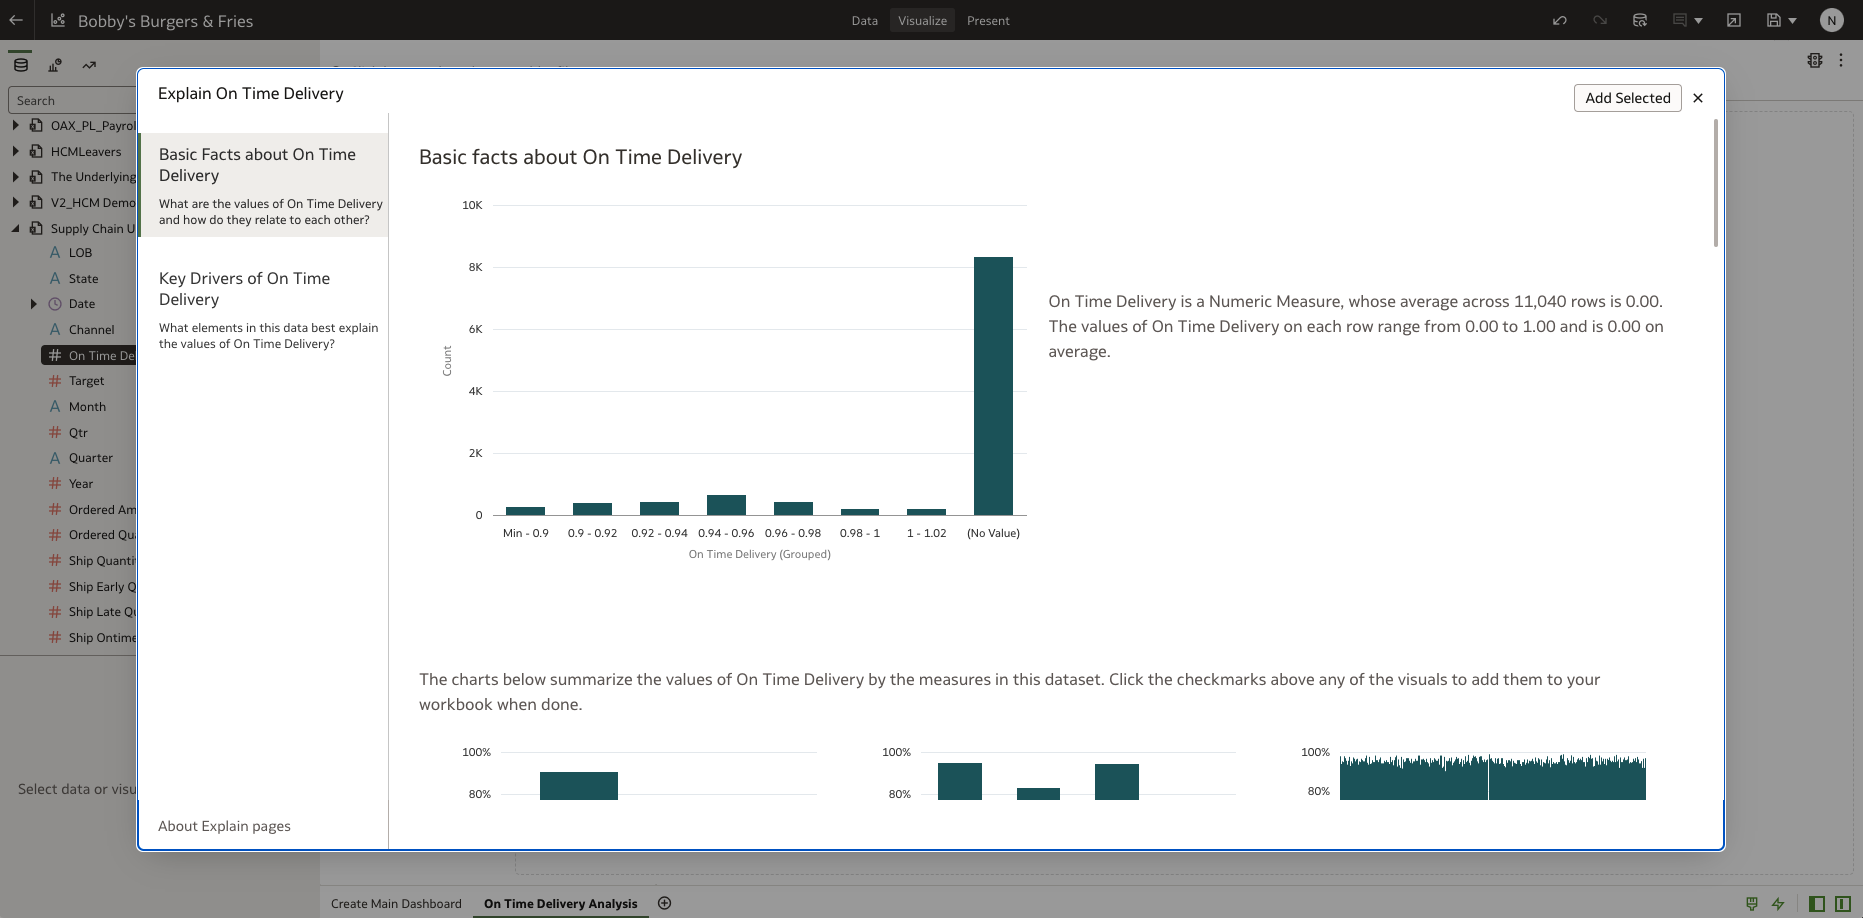 Bobby's Burgers & Fries
Data
Visualize
Present
N
Search
OAX_PL_Payrol
HCMLeavers
The Underlying
V2_HCM Demo
Supply Chain U
A LOB
A State
Date
A Channel
# On Time De
# Target
A Month
# Qtr
A Quarter
# Year
# Ordered Am
# Ordered Qua
# Ship Quantit
# Ship Early Q
# Ship Late Qu
# Ship Ontime
Select data or visu
Explain On Time Delivery
Add Selected
Basic Facts about On Time
Delivery
What are the values of On Time Delivery
and how do they relate to each other?
Key Drivers of On Time
Delivery
What elements in this data best explain
the values of On Time Delivery?
About Explain pages
Basic facts about On Time Delivery
10K
8K
6K
4K
2K
0
Count
Min - 0.9
0.9 - 0.92
0.92 - 0.94
0.94 - 0.96
0.96 - 0.98
0.98 - 1
1 - 1.02
(No Value)
On Time Delivery (Grouped)
On Time Delivery is a Numeric Measure, whose average across 11,040 rows is 0.00.
The values of On Time Delivery on each row range from 0.00 to 1.00 and is 0.00 on
average.
The charts below summarize the values of On Time Delivery by the measures in this dataset. Click the checkmarks above any of the visuals to add them to your
workbook when done.
100%
80%
100%
80%
100%
80%
Create Main Dashboard
On Time Delivery Analysis